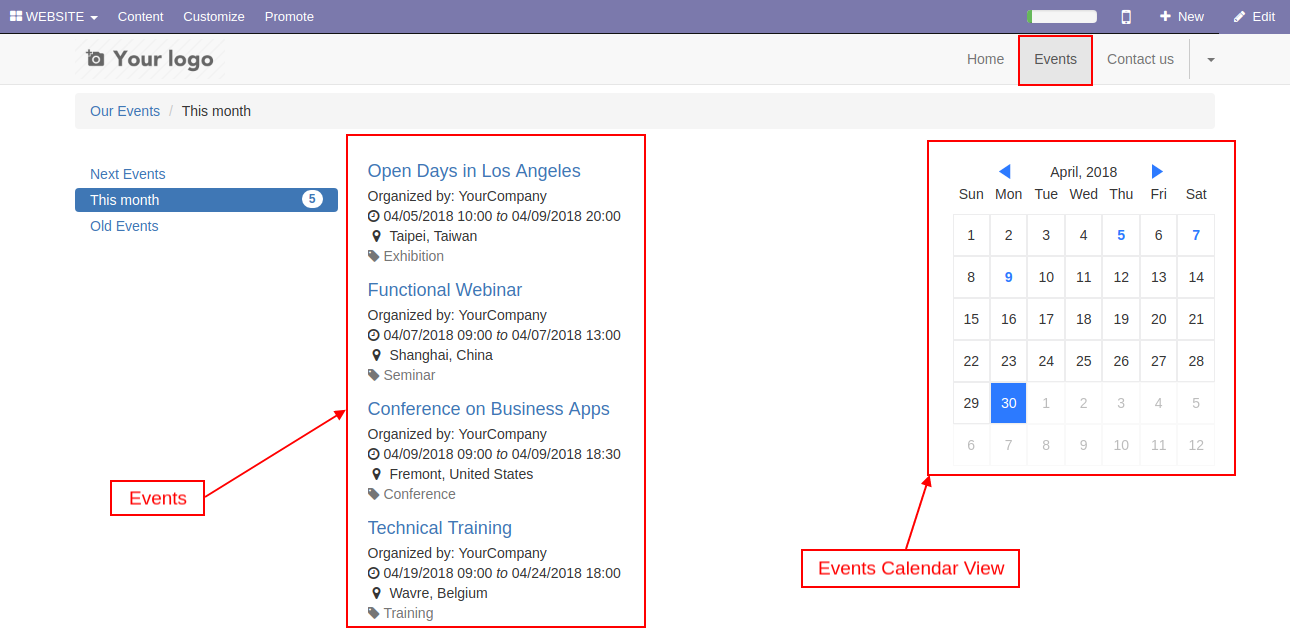 WEBSITE Content Customize Promote New Edit
Your logo Home Events Contact us
Our Events / This month
Next Events
This month 5
Old Events
Open Days in Los Angeles
Organized by: YourCompany
04/05/2018 10:00 to 04/09/2018 20:00
Taipei, Taiwan
Exhibition
Functional Webinar
Organized by: YourCompany
04/07/2018 09:00 to 04/07/2018 13:00
Shanghai, China
Seminar
Conference on Business Apps
Organized by: YourCompany
04/09/2018 09:00 to 04/09/2018 18:30
Fremont, United States
Conference
Technical Training
Organized by: YourCompany
04/19/2018 09:00 to 04/24/2018 18:00
Wavre, Belgium
Training
Events
April, 2018
Sun Mon Tue Wed Thu Fri Sat
1 2 3 4 5 6 7
8 9 10 11 12 13 14
15 16 17 18 19 20 21
22 23 24 25 26 27 28
29 30 1 2 3 4 5
6 7 8 9 10 11 12
Events Calendar View